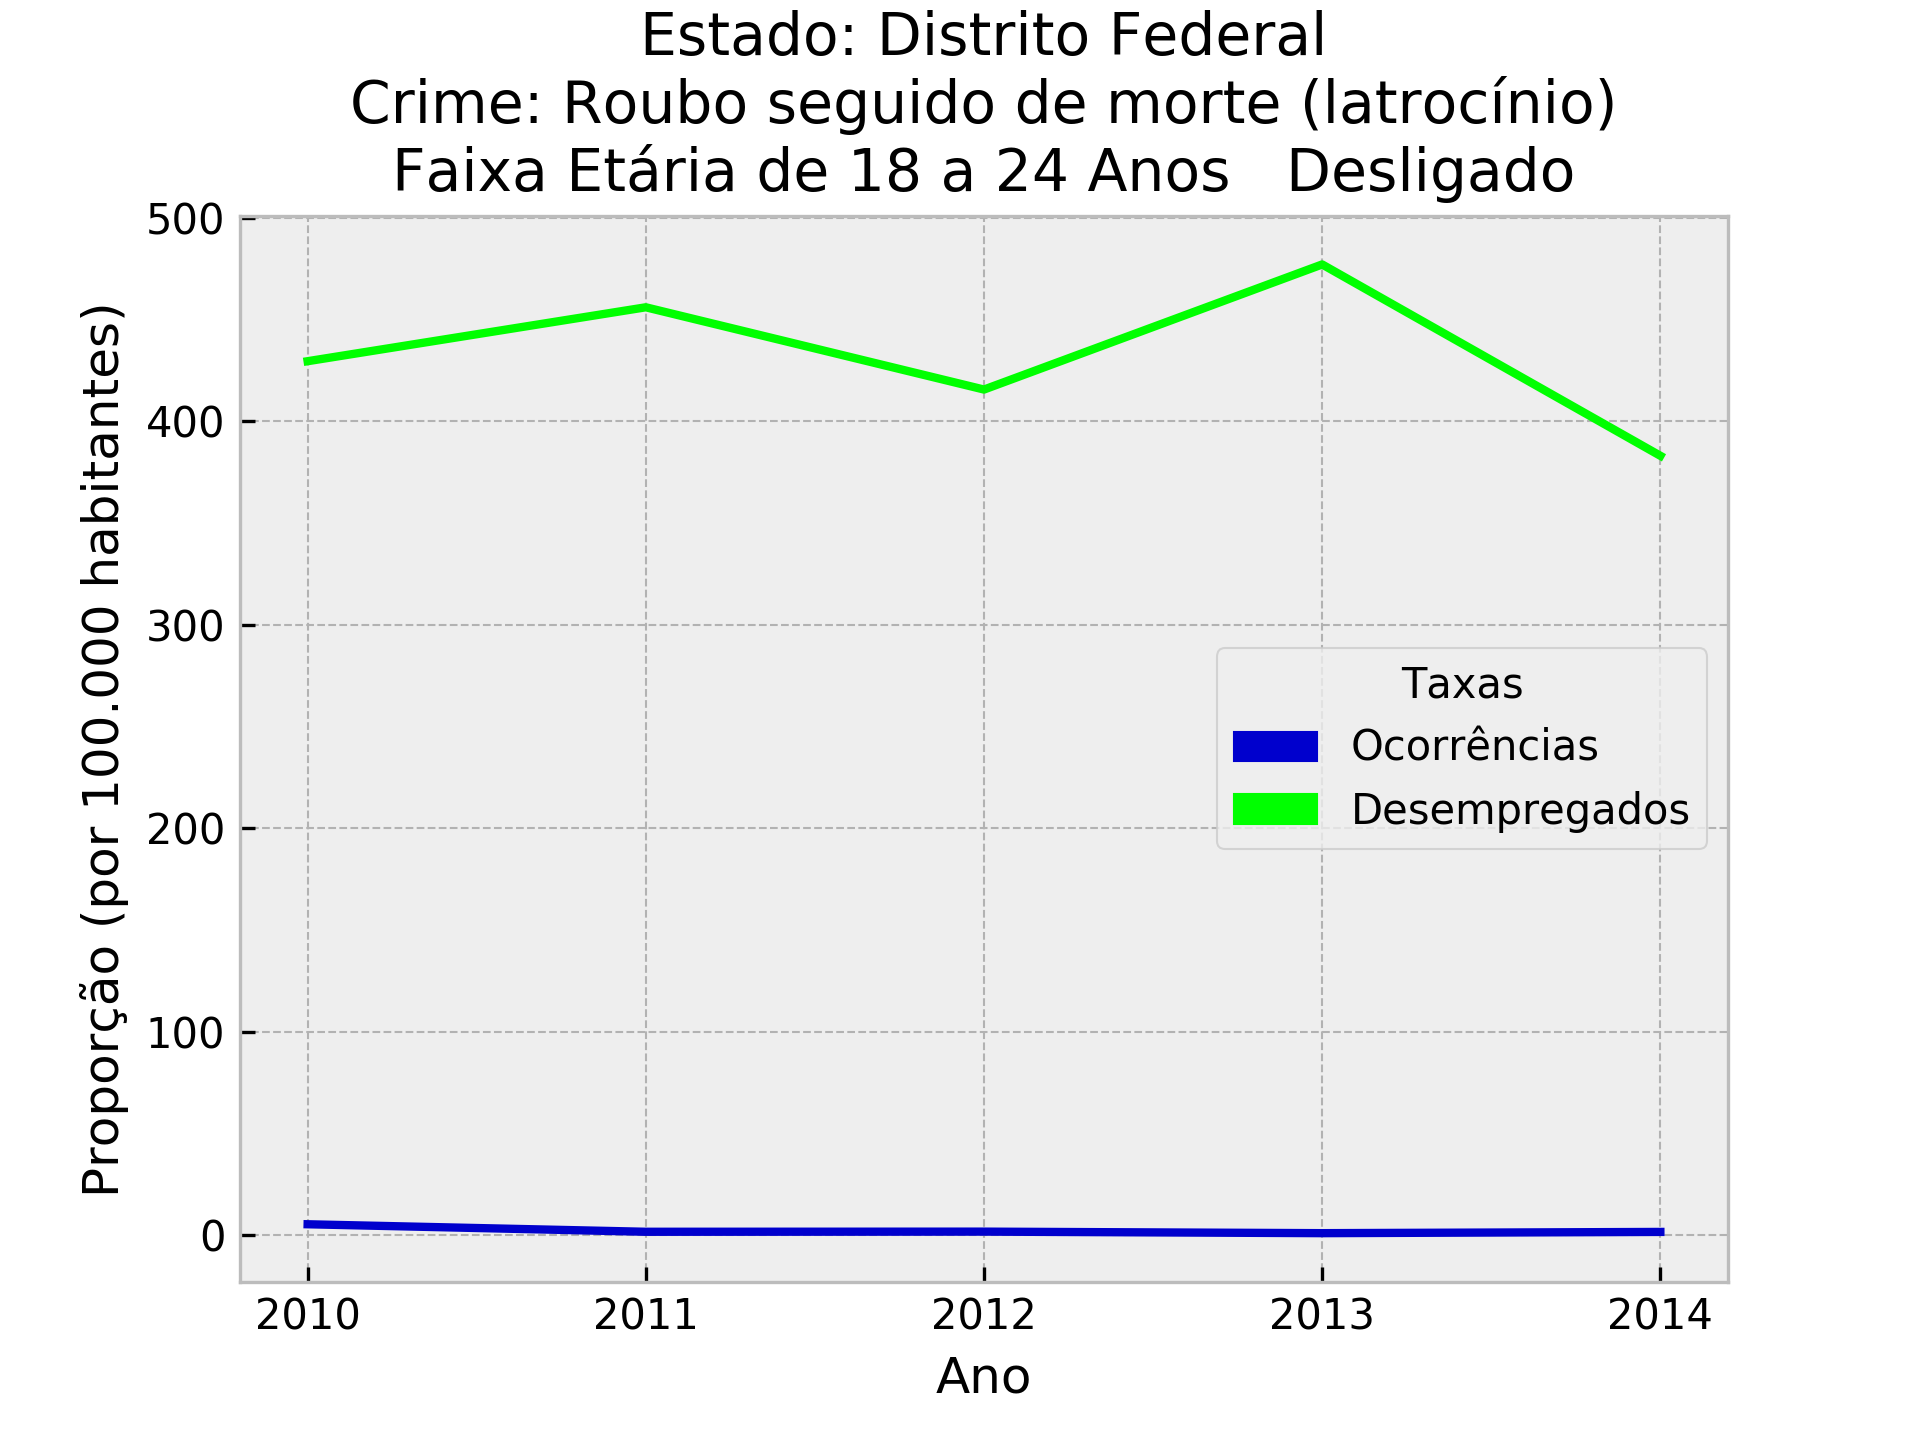 Estado: Distrito Federal
Crime: Roubo seguido de morte (latrocínio)
Faixa Etária de 18 a 24 Anos   Desligado
500
400
300
200
100
0
Proporção (por 100.000 habitantes)
Taxas
Ocorrências
Desempregados
2010 2011 2012 2013 2014
Ano